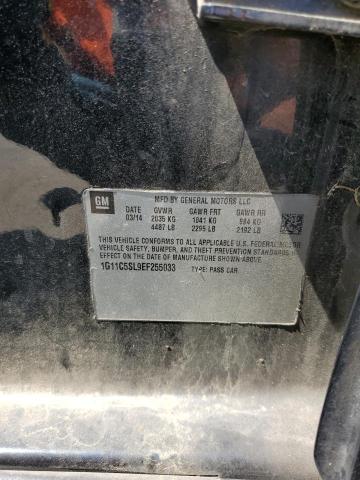 GM
MFD BY GENERAL MOTORS LLC
DATE GVWR GAWR FRT GAWR RR
03/14 2035 KG 1041 KG 994 KG
4487 LB 2295 LB 2192 LB
THIS VEHICLE CONFORMS TO ALL APPLICABLE U.S. FEDERAL MOTOR
VEHICLE SAFETY, BUMPER, AND THEFT PREVENTION STANDARDS IN
EFFECT ON THE DATE OF MANUFACTURE SHOWN ABOVE.
1G11C5SL9EF255033 TYPE: PASS CAR